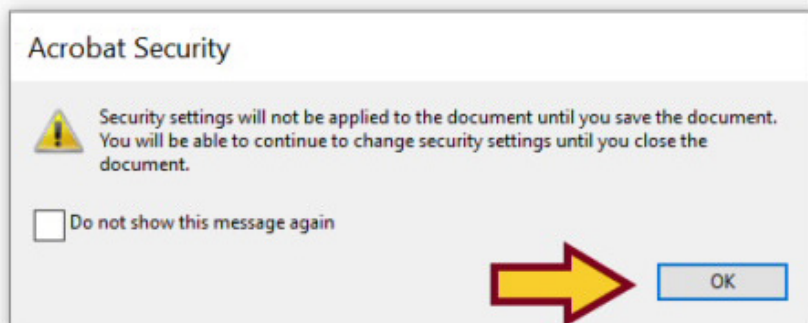 Acrobat Security
Security settings will not be applied to the document until you save the document.
You will be able to continue to change security settings until you close the
document.
Do not show this message again
OK